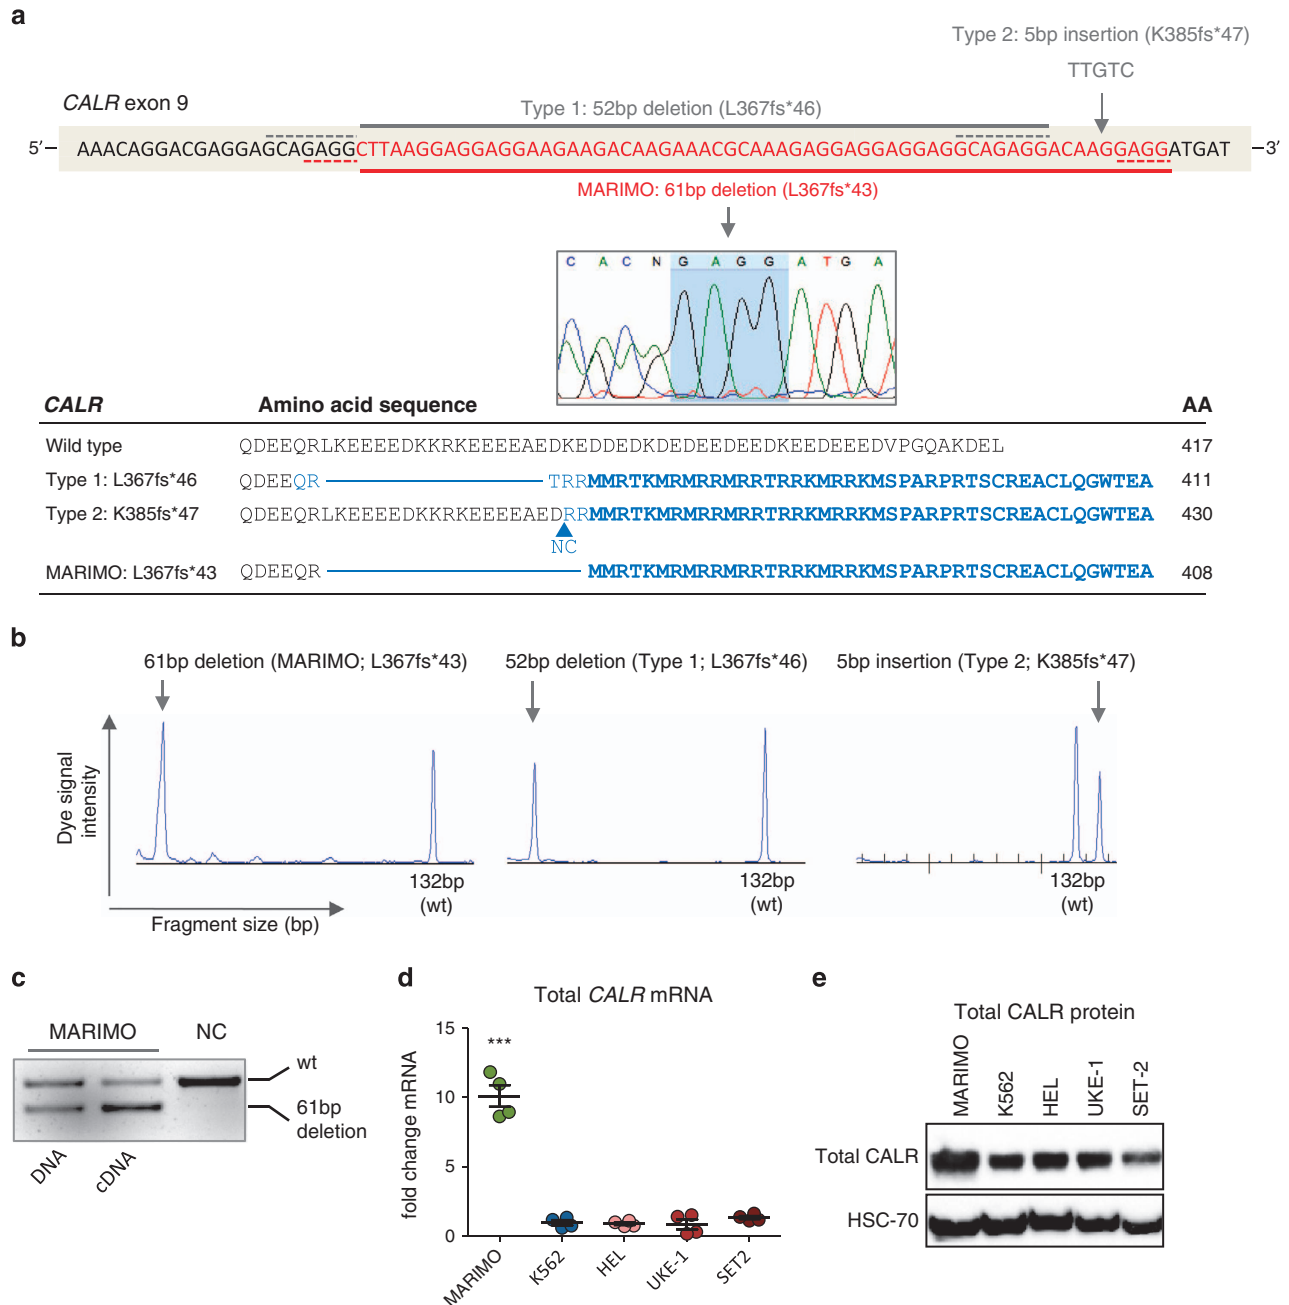 a
Type 2: 5bp insertion (K385fs*47)
TTGTC
CALR exon 9
Type 1: 52bp deletion (L367fs*46)
5′ AAACAGGACGAGGAGCAGAGGCTTAAGGAGGAGGAAGAAGACAAGAAACGCAAAGAGGAGGAGGAGGCAGAGGACAAGGAGGATGAT 3′
MARIMO: 61bp deletion (L367fs*43)
C A C N G A G G A T G A
CALR Amino acid sequence AA
Wild type QDEEQRLKEEEEDKKRKEEEEAEDKEDDEDKDEDEEDEEDKEEDEEEDVPGQAKDEL 417
Type 1: L367fs*46 QDEEQR TRRMMRTKMRMRRMRRTRRKMRRKMSPARPRTSCREACLQGWTEA 411
Type 2: K385fs*47 QDEEQRLKEEEEDKKRKEEEEAEDRRMMRTKMRMRRMRRTRRKMRRKMSPARPRTSCREACLQGWTEA 430
NC
MARIMO: L367fs*43 QDEEQR MMRTKMRMRRMRRTRRKMRRKMSPARPRTSCREACLQGWTEA 408
b
61bp deletion (MARIMO; L367fs*43) 52bp deletion (Type 1; L367fs*46) 5bp insertion (Type 2; K385fs*47)
Dye signal
intensity
132bp 132bp 132bp
(wt) (wt) (wt)
Fragment size (bp)
c
MARIMO NC
wt
61bp
deletion
DNA cDNA
d
Total CALR mRNA
fold change mRNA
15
***
10
5
0
MARIMO K562 HEL UKE-1 SET2
e
Total CALR protein
MARIMO K562 HEL UKE-1 SET-2
Total CALR
HSC-70